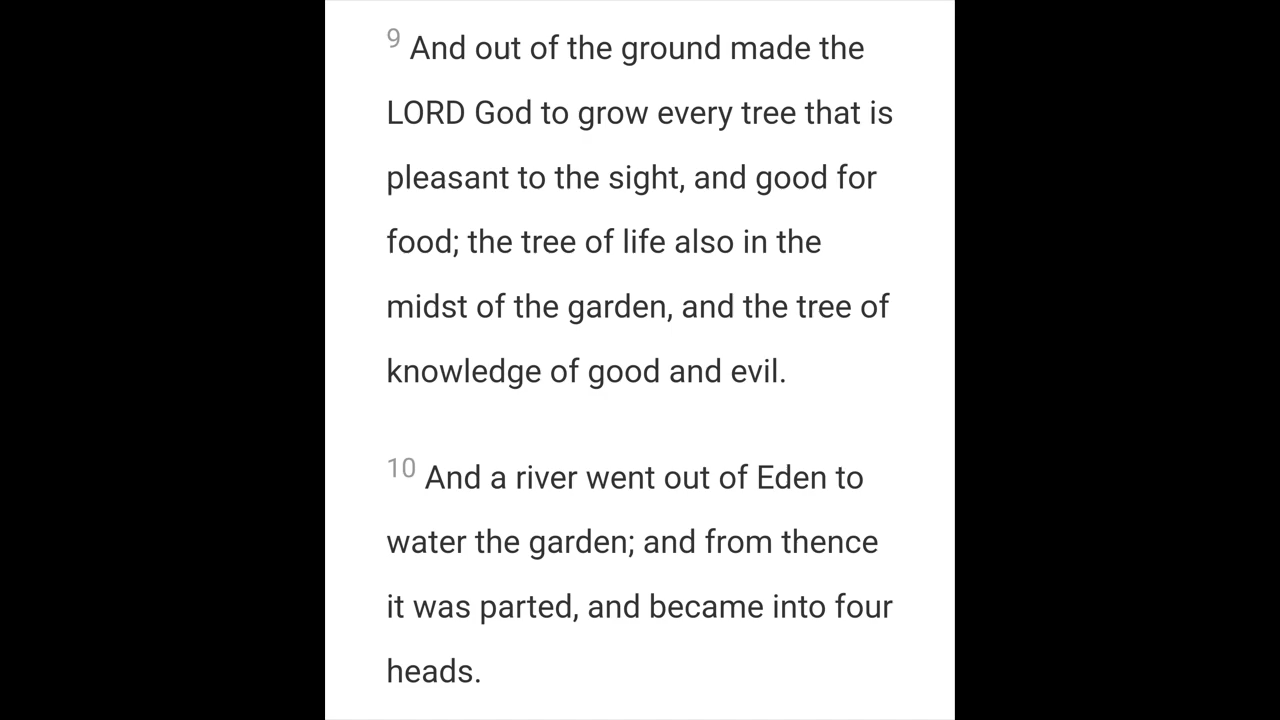 9 And out of the ground made the
LORD God to grow every tree that is
pleasant to the sight, and good for
food; the tree of life also in the
midst of the garden, and the tree of
knowledge of good and evil.
10 And a river went out of Eden to
water the garden; and from thence
it was parted, and became into four
heads.